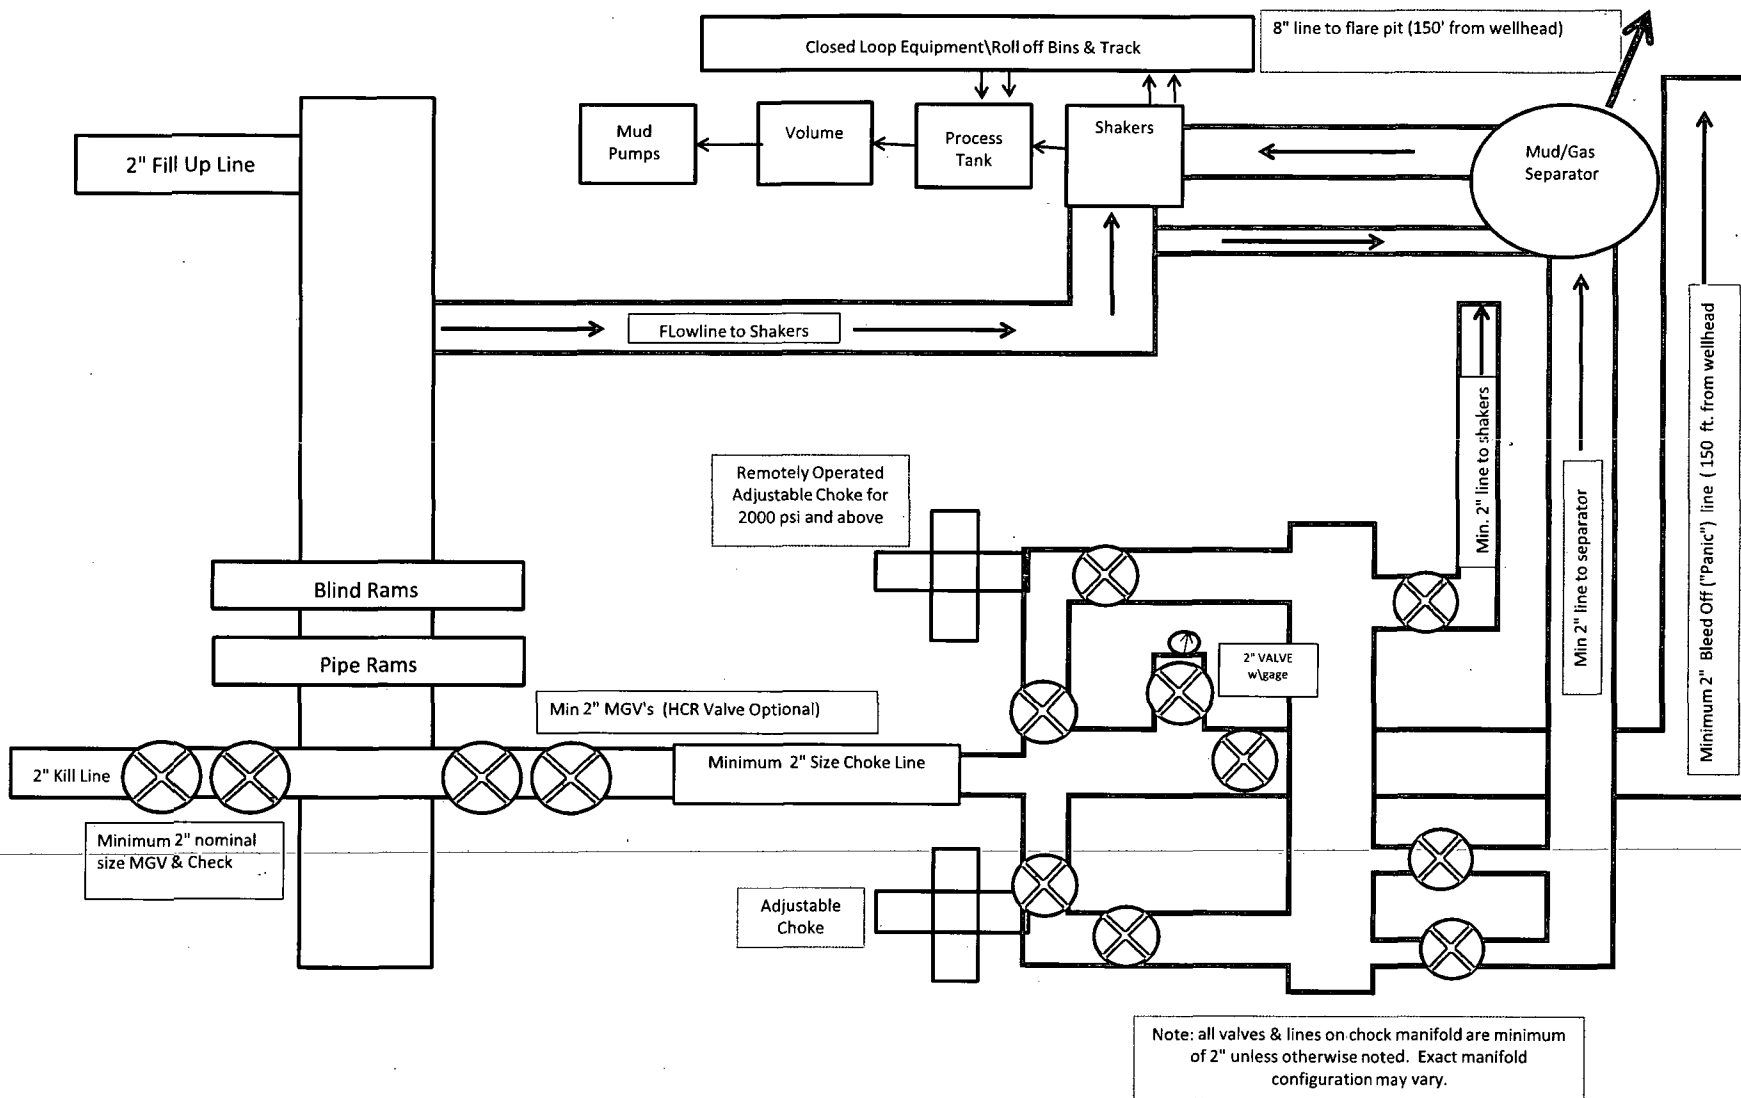 Closed Loop Equipment\Roll off Bins & Track
8" line to flare pit (150' from wellhead)
2" Fill Up Line
Mud
Pumps
Volume
Process
Tank
Shakers
Mud/Gas
Separator
FLowline to Shakers
Remotely Operated
Adjustable Choke for
2000 psi and above
Min. 2" line to shakers
Min 2" line to separator
Minimum 2" Bleed Off ("Panic") line ( 150 ft. from wellhead
Blind Rams
Pipe Rams
2" VALVE
w\gage
Min 2" MGV's (HCR Valve Optional)
2" Kill Line
Minimum 2" Size Choke Line
Minimum 2" nominal
size MGV & Check
Adjustable
Choke
Note: all valves & lines on chock manifold are minimum
of 2" unless otherwise noted. Exact manifold
configuration may vary.